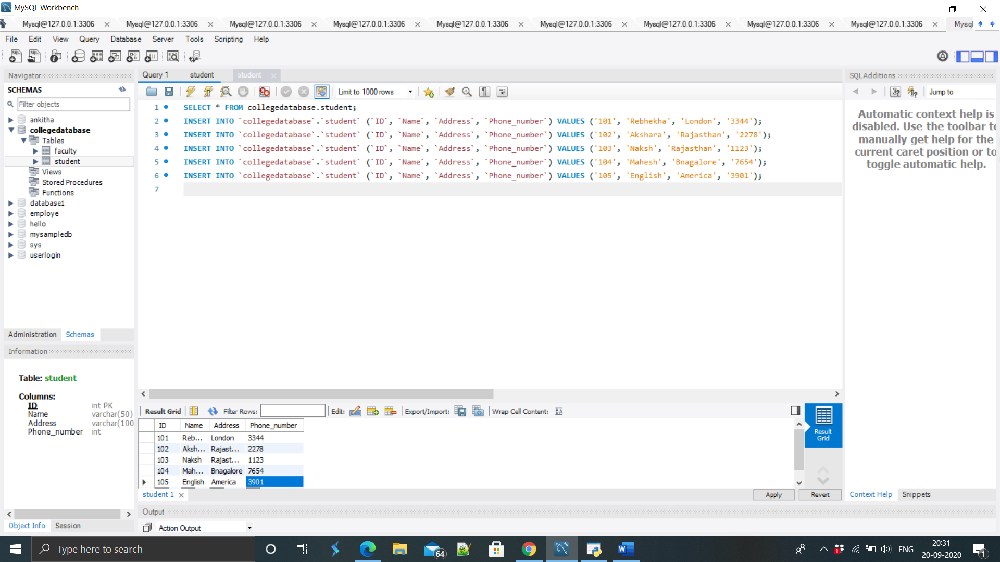 MySQL Workbench
Mysql@127.0.0.1:3306 Mysql@127.0.0.1:3306 Mysql@127.0.0.1:3306 Mysql@127.0.0.1:3306 Mysql@127.0.0.1:3306 Mysql@127.0.0.1:3306 Mysql@127.0.0.1:3306 Mysql@127.0.0.1:3306 Mysql@127.0.0.1:3306 Mysql
File Edit View Query Database Server Tools Scripting Help
Navigator
SCHEMAS
Filter objects
ankitha
collegedatabase
Tables
faculty
student
Views
Stored Procedures
Functions
database1
employe
hello
mysampledb
sys
userlogin
Administration Schemas
Information
Table: student
Columns:
ID int PK
Name varchar(50)
Address varchar(100
Phone_number int
Object Info Session
Query 1 student student
Limit to 1000 rows
1 SELECT * FROM collegedatabase.student;
2 INSERT INTO `collegedatabase`.`student` (`ID`, `Name`, `Address`, `Phone_number`) VALUES ('101', 'Rebhekha', 'London', '3344');
3 INSERT INTO `collegedatabase`.`student` (`ID`, `Name`, `Address`, `Phone_number`) VALUES ('102', 'Akshara', 'Rajasthan', '2278');
4 INSERT INTO `collegedatabase`.`student` (`ID`, `Name`, `Address`, `Phone_number`) VALUES ('103', 'Naksh', 'Rajasthan', '1123');
5 INSERT INTO `collegedatabase`.`student` (`ID`, `Name`, `Address`, `Phone_number`) VALUES ('104', 'Mahesh', 'Bnagalore', '7654');
6 INSERT INTO `collegedatabase`.`student` (`ID`, `Name`, `Address`, `Phone_number`) VALUES ('105', 'English', 'America', '3901');
7
Result Grid Filter Rows: Edit: Export/Import: Wrap Cell Content:
ID Name Address Phone_number
101 Reb... London 3344
102 Aksh... Rajast... 2278
103 Naksh Rajast... 1123
104 Mah... Bnagalore 7654
105 English America 3901
Result
Grid
student 1
Apply Revert
Output
Action Output
SQLAdditions
Jump to
Automatic context help is
disabled. Use the toolbar to
manually get help for the
current caret position or to
toggle automatic help.
Context Help Snippets
Type here to search
64
1
ENG
20:31
20-09-2020
1